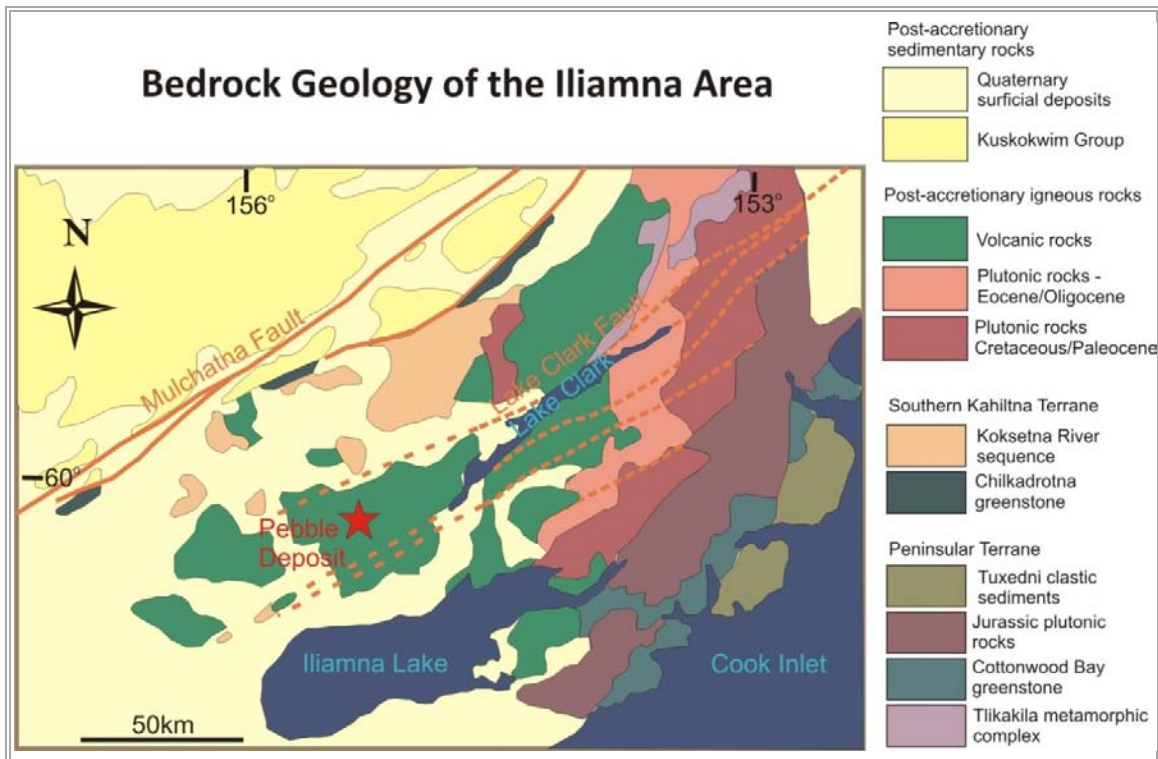 Bedrock Geology of the Iliamna Area
156°
153°
N
60°
Mulchatna Fault
Lake Clark Fault
Lake Clark
Pebble
Deposit
Iliamna Lake
Cook Inlet
50km
Post-accretionary
sedimentary rocks
Quaternary
surficial deposits
Kuskokwim Group
Post-accretionary igneous rocks
Volcanic rocks
Plutonic rocks -
Eocene/Oligocene
Plutonic rocks
Cretaceous/Paleocene
Southern Kahiltna Terrane
Koksetna River
sequence
Chilkadrotna
greenstone
Peninsular Terrane
Tuxedni clastic
sediments
Jurassic plutonic
rocks
Cottonwood Bay
greenstone
Tlikakila metamorphic
complex